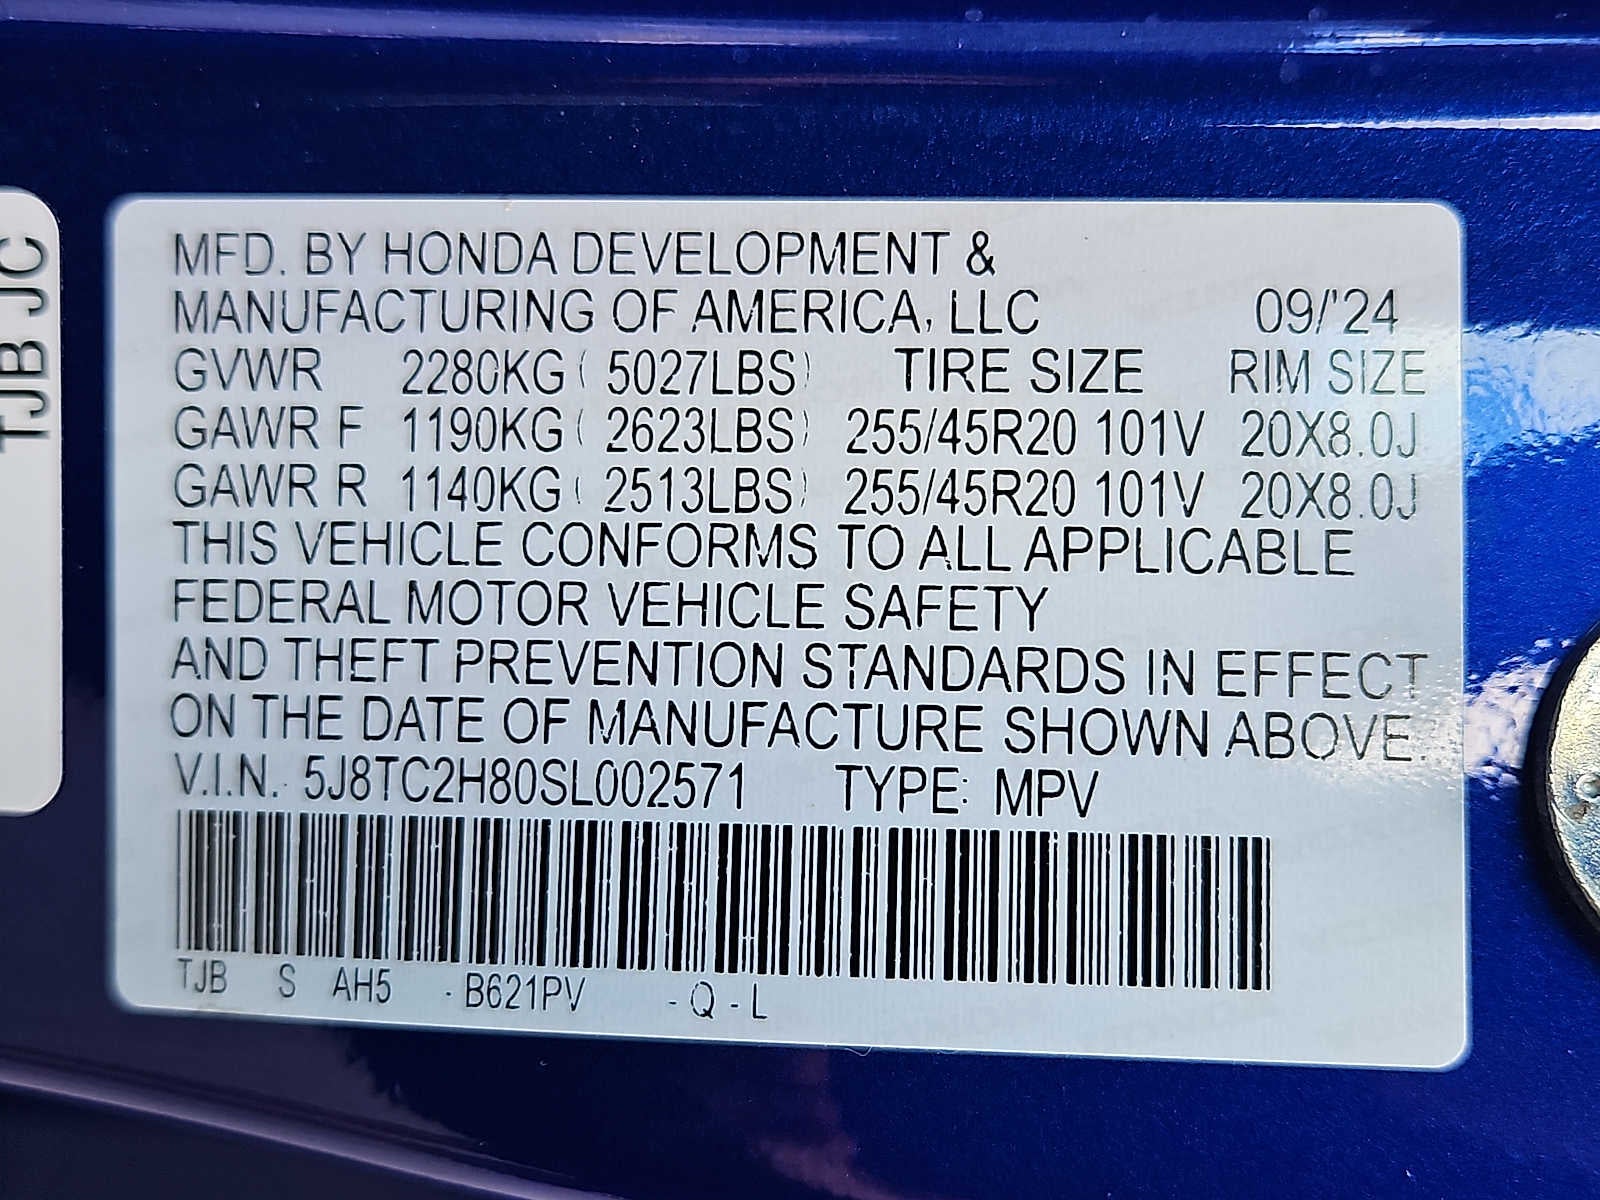 TJB JC
MFD. BY HONDA DEVELOPMENT &
MANUFACTURING OF AMERICA, LLC 09/'24
GVWR 2280KG ( 5027LBS) TIRE SIZE RIM SIZE
GAWR F 1190KG ( 2623LBS) 255/45R20 101V 20X8.0J
GAWR R 1140KG ( 2513LBS) 255/45R20 101V 20X8.0J
THIS VEHICLE CONFORMS TO ALL APPLICABLE
FEDERAL MOTOR VEHICLE SAFETY
AND THEFT PREVENTION STANDARDS IN EFFECT
ON THE DATE OF MANUFACTURE SHOWN ABOVE.
V.I.N. 5J8TC2H80SL002571 TYPE: MPV
TJB S AH5 - B621PV - Q - L